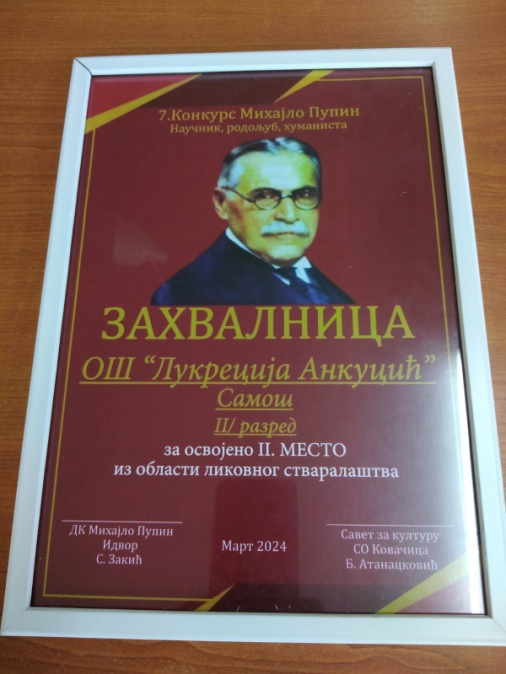 7.Конкурс Михајло Пупин
Научник, родољуб, хуманиста
ЗАХВАЛНИЦА
ОШ “Лукреција Анкуцић”
Самош
II/ разред
за освојено II. МЕСТО
из области ликовног стваралаштва
ДК Михајло Пупин
Идвор
С. Закић
Март 2024
Савет за културу
СО Ковачица
Б. Атанацковић